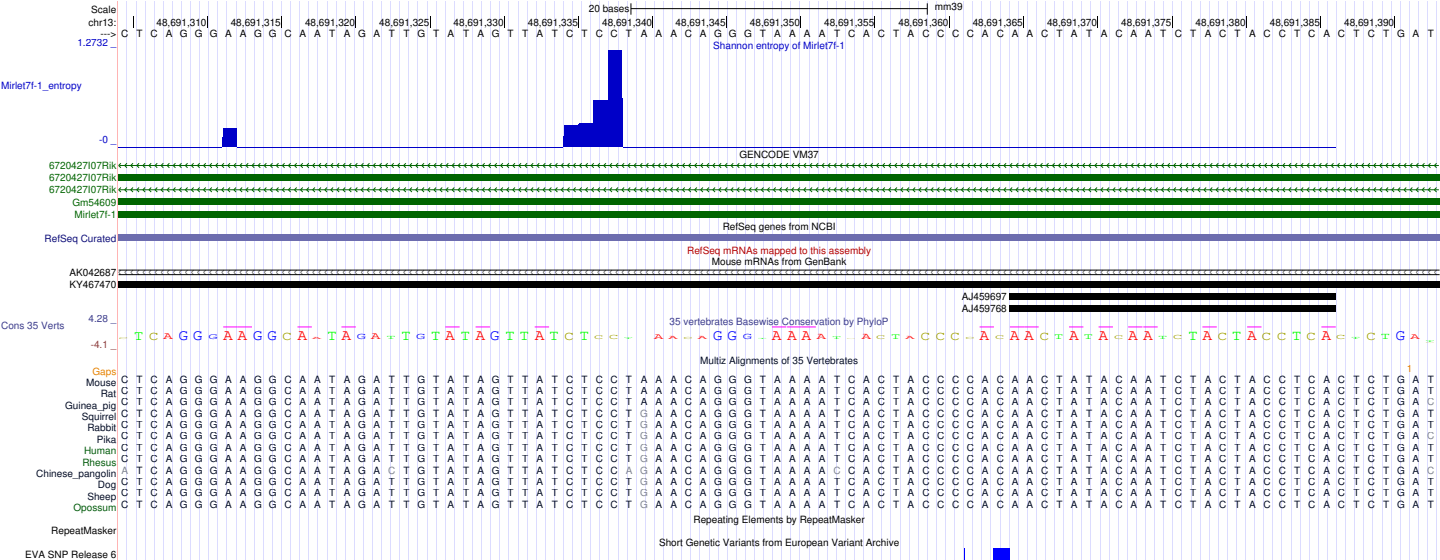 Scale 20 bases mm39
chr13: 48,691,310 48,691,315 48,691,320 48,691,325 48,691,330 48,691,335 48,691,340 48,691,345 48,691,350 48,691,355 48,691,360 48,691,365 48,691,370 48,691,375 48,691,380 48,691,385 48,691,390
---> C T C A G G G A A G G C A A T A G A T T G T A T A G T T A T C T C C T A A A C A G G G T A A A A T C A C T A C C C C A C A A C T A T A C A A T C T A C T A C C T C A C T C T G A T
1.2732 _ Shannon entropy of Mirlet7f-1
Mirlet7f-1_entropy
-0 _
GENCODE VM37
6720427I07Rik
6720427I07Rik
6720427I07Rik
Gm54609
Mirlet7f-1
RefSeq genes from NCBI
RefSeq Curated
RefSeq mRNAs mapped to this assembly
Mouse mRNAs from GenBank
AK042687
KY467470
AJ459697
AJ459768
4.28 _ 35 vertebrates Basewise Conservation by PhyloP
Cons 35 Verts
-4.1 _
Multiz Alignments of 35 Vertebrates
Gaps 1
Mouse C T C A G G G A A G G C A A T A G A T T G T A T A G T T A T C T C C T A A A C A G G G T A A A A T C A C T A C C C C A C A A C T A T A C A A T C T A C T A C C T C A C T C T G A T
Rat C T C A G G G A A G G C A A T A G A T T G T A T A G T T A T C T C C T A A A C A G G G T A A A A T C A C T A C C C C A C A A C T A T A C A A T C T A C T A C C T C A C T C T G A T
Guinea_pig C T C A G G G A A G G C A A T A G A T T G T A T A G T T A T C T C C T A A A C A G G G T A A A A T C A C T A C C C C A C A A C T A T A C A A T C T A C T A C C T C A C T C T G A C
Squirrel C T C A G G G A A G G C A A T A G A T T G T A T A G T T A T C T C C T G A A C A G G G T A A A A T C A C T A C C C C A C A A C T A T A C A A T C T A C T A C C T C A C T C T G A T
Rabbit C T C A G G G A A G G C A A T A G A T T G T A T A G T T A T C T C C T G A A C A G G G T A A A A T C A C T A C C C C A C A A C T A T A C A A T C T A C T A C C T C A C T C T G A T
Pika C T C A G G G A A G G C A A T A G A T T G T A T A G T T A T C T C C T G A A C A G G G T A A A A T C A C T A C C C C A C A A C T A T A C A A T C T A C T A C C T C A C T C T G A C
Human C T C A G G G A A G G C A A T A G A T T G T A T A G T T A T C T C C T G A A C A G G G T A A A A T C A C T A C C C C A C A A C T A T A C A A T C T A C T A C C T C A C T C T G A T
Rhesus C T C A G G G A A G G C A A T A G A T T G T A T A G T T A T C T C C T G A A C A G G G T A A A A T C A C T A C C C C A C A A C T A T A C A A T C T A C T A C C T C A C T C T G A T
Chinese_pangolin A T C A G G G A A G G C A A T A G A C T G T A T A G T T A T C T C C A G A A C A G G G T A A A A C C A C T A C C C C A C A A C T A T A C A A T C T A C T A C C T C A C T C T G A C
Dog C T C A G G G A A G G C A A T A G A T T G T A T A G T T A T C T C C T G A A C A G G G T A A A A T C A C T A C C C C A C A A C T A T A C A A T C T A C T A C C T C A C T C T G A T
Sheep C T C A G G G A A G G C A A T A G A T T G T A T A G T T A T C T C C T G A A C A G G G T A A A A T C A C T A C C C C A C A A C T A T A C A A T C T A C T A C C T C A C T C T G A T
Opossum C T C A G G G A A G G C A A T A G A T T G T A T A G T T A T C T C C T G A A C A G G G T A A A A T C A C T A C C C C A C A A C T A T A C A A T C T A C T A C C T C A C T C T G A T
Repeating Elements by RepeatMasker
RepeatMasker
Short Genetic Variants from European Variant Archive
EVA SNP Release 6